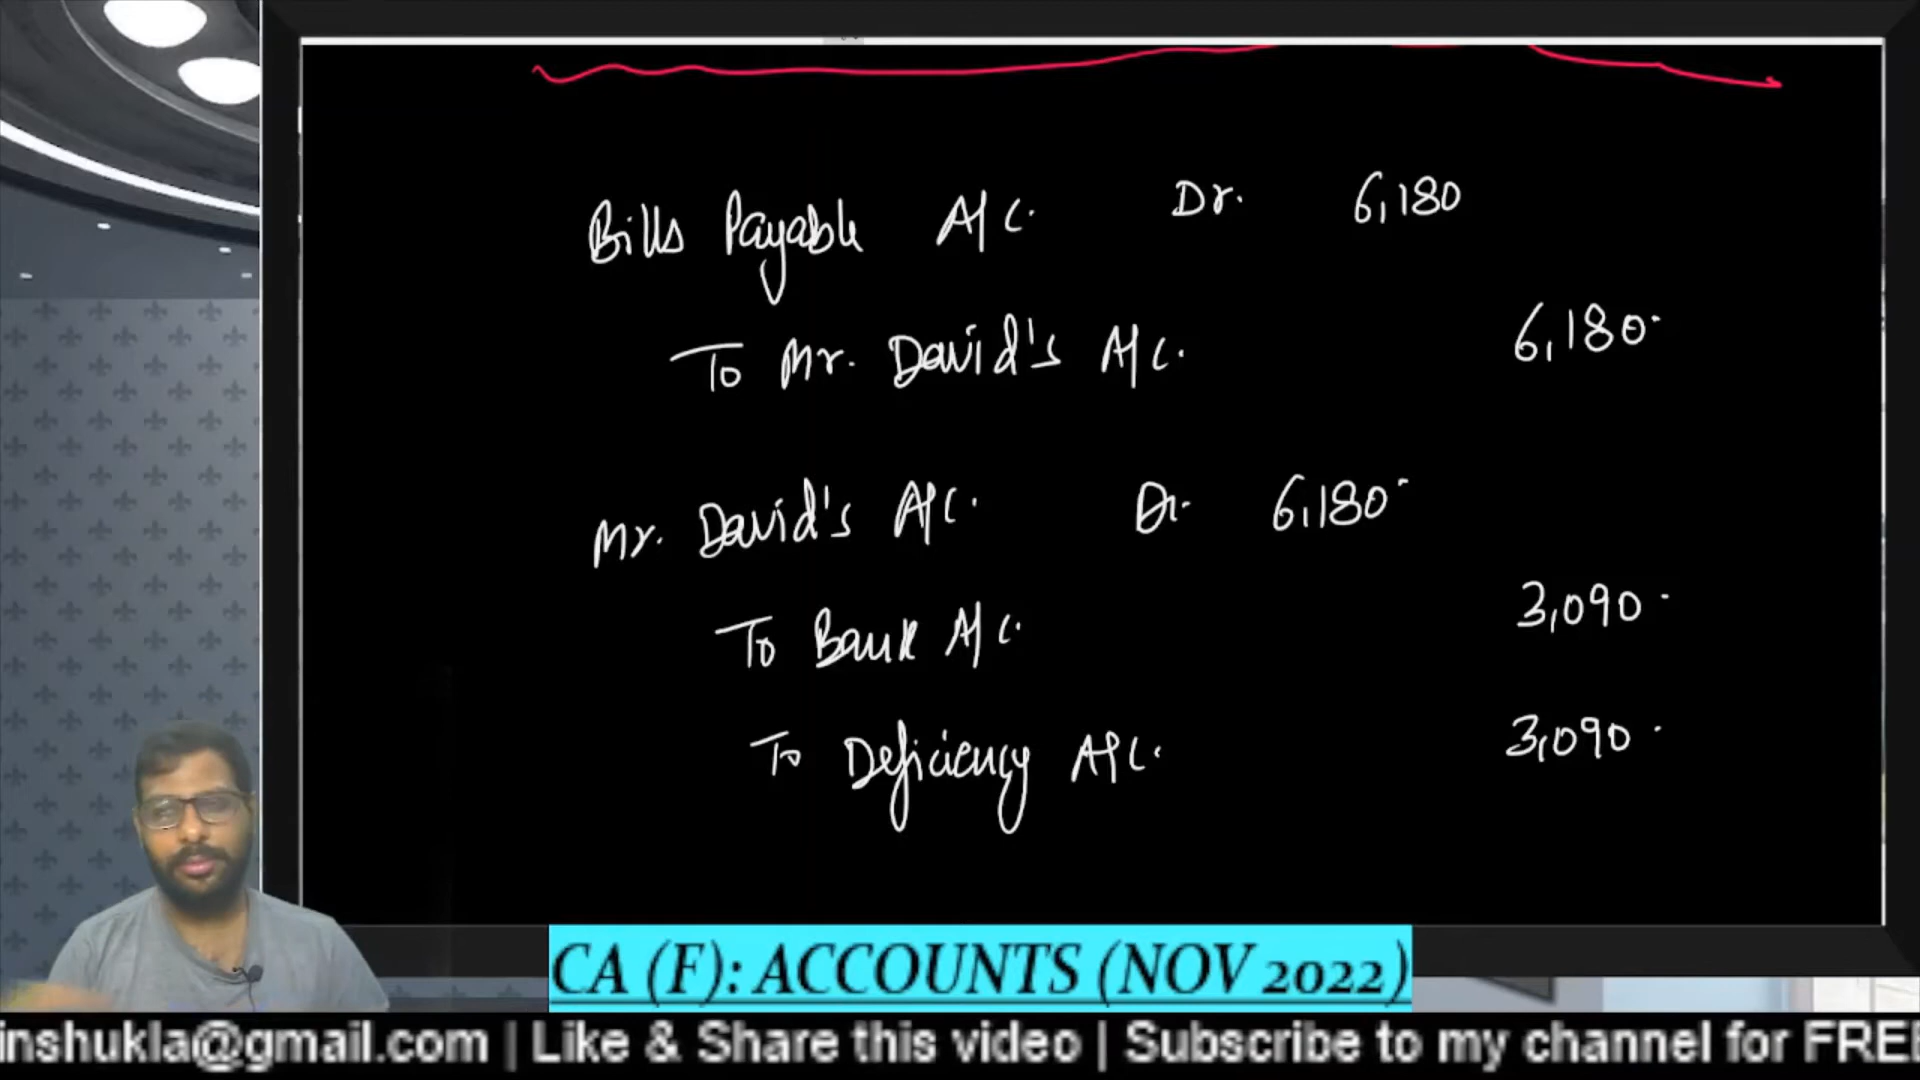 Bills Payable A/c. Dr. 6,180
To Mr. David's A/c. 6,180
Mr. David's A/c. Dr. 6,180
To Bank A/c. 3,090
To Deficiency A/c. 3,090
CA (F): ACCOUNTS (NOV 2022)
inshukla@gmail.com | Like & Share this video | Subscribe to my channel for FREE